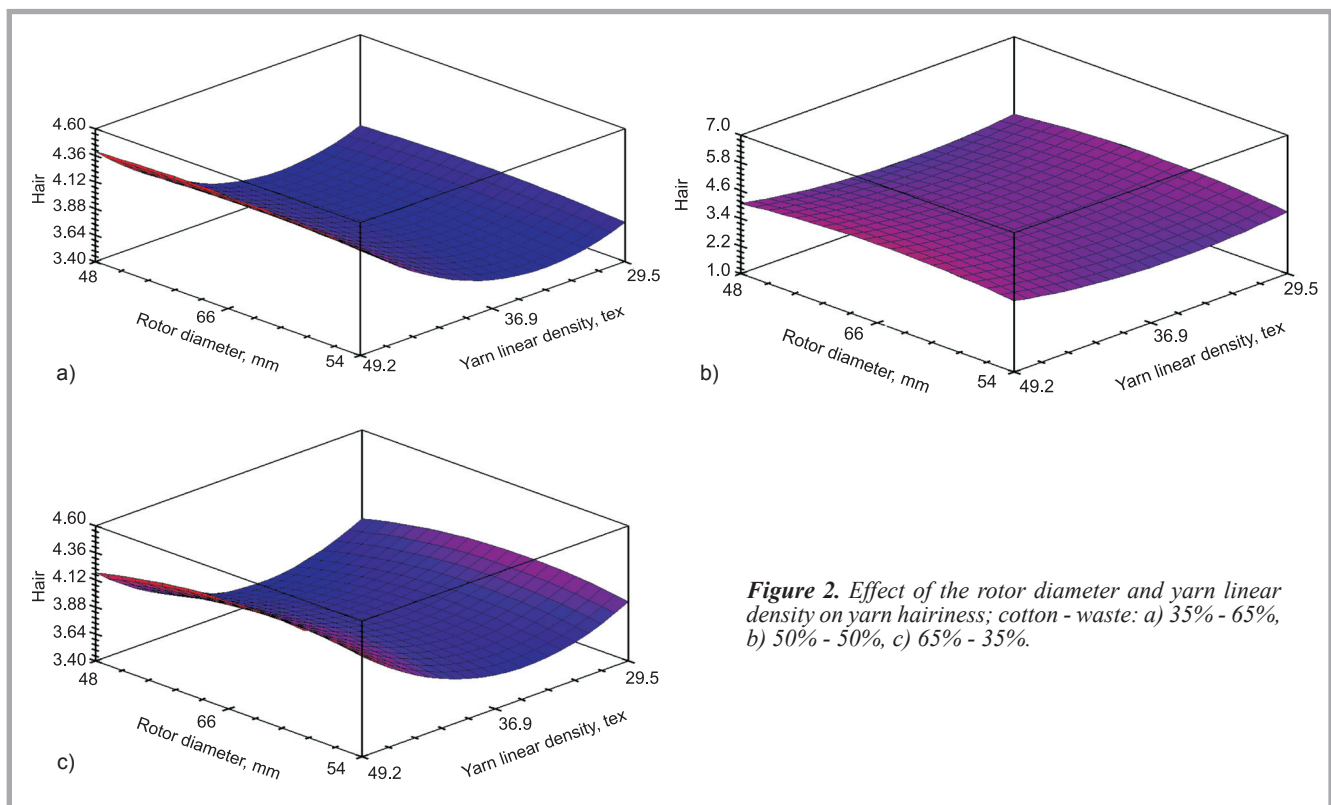 4.60
4.36
4.12
3.88
3.64
3.40
Hair
48
66
54
Rotor diameter, mm
49.2
36.9
29.5
Yarn linear density, tex
a)
7.0
5.8
4.6
3.4
2.2
1.0
Hair
48
66
54
Rotor diameter, mm
49.2
36.9
29.5
Yarn linear density, tex
b)
4.60
4.36
4.12
3.88
3.64
3.40
Hair
48
66
54
Rotor diameter, mm
49.2
36.9
29.5
Yarn linear density, tex
c)
Figure 2. Effect of the rotor diameter and yarn linear
density on yarn hairiness; cotton - waste: a) 35% - 65%,
b) 50% - 50%, c) 65% - 35%.